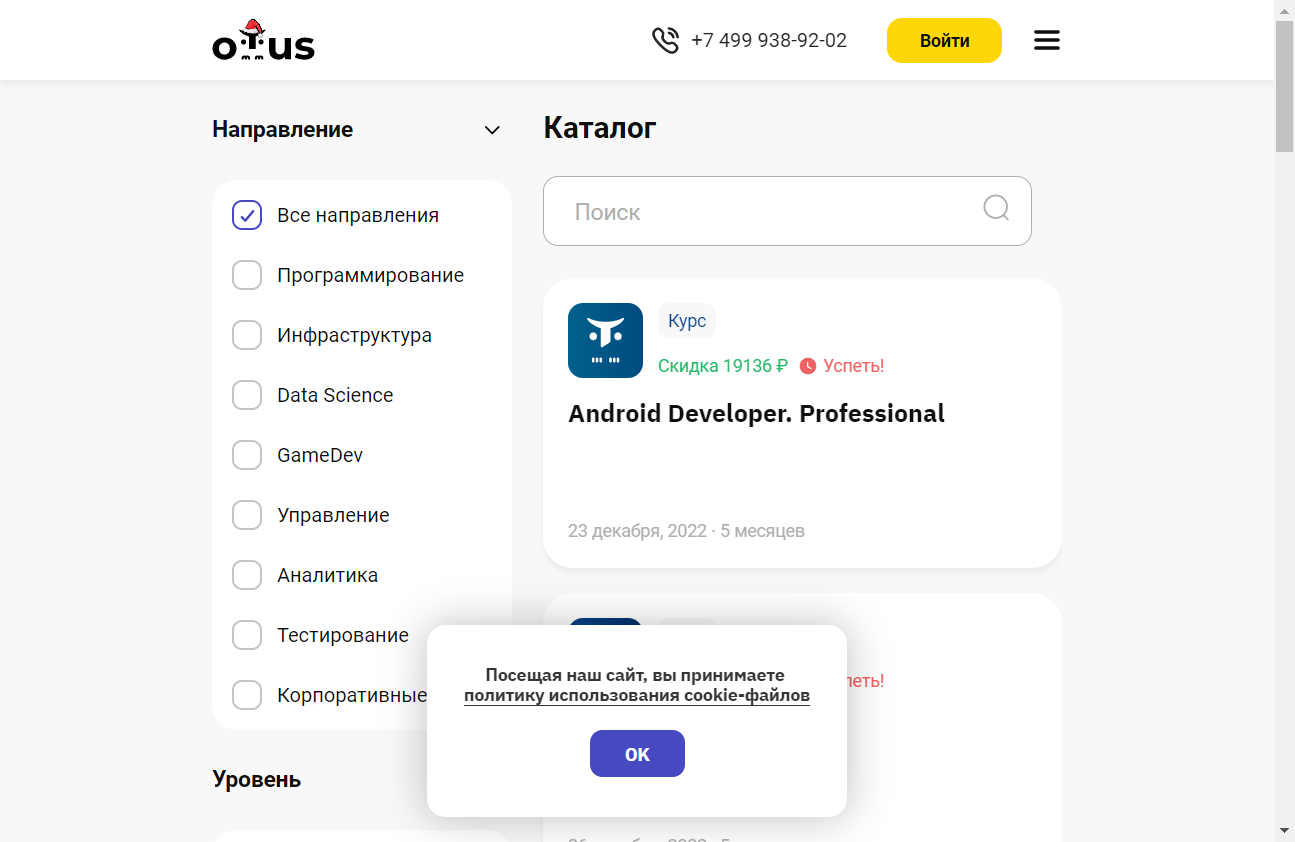 otus
+7 499 938-92-02
Войти
Направление
Все направления
Программирование
Инфраструктура
Data Science
GameDev
Управление
Аналитика
Тестирование
Корпоративные
Уровень
Каталог
Поиск
Курс
Скидка 19136 ₽ Успеть!
Android Developer. Professional
23 декабря, 2022 · 5 месяцев
Посещая наш сайт, вы принимаете
политику использования cookie-файлов
OK